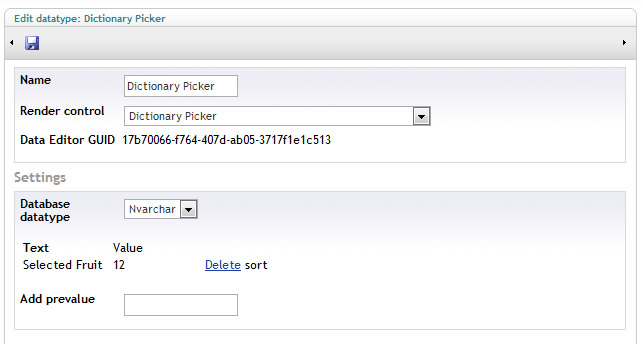 Edit datatype: Dictionary Picker
Name Dictionary Picker
Render control Dictionary Picker
Data Editor GUID 17b70066-f764-407d-ab05-3717f1e1c513
Settings
Database datatype Nvarchar
Text Value
Selected Fruit 12 Delete sort
Add prevalue